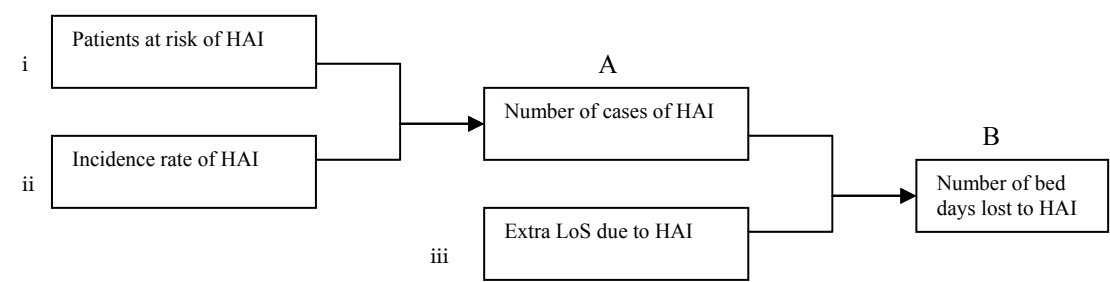 Patients at risk of HAI
i
A
Number of cases of HAI
Incidence rate of HAI
ii
B
Number of bed
days lost to HAI
Extra LoS due to HAI
iii